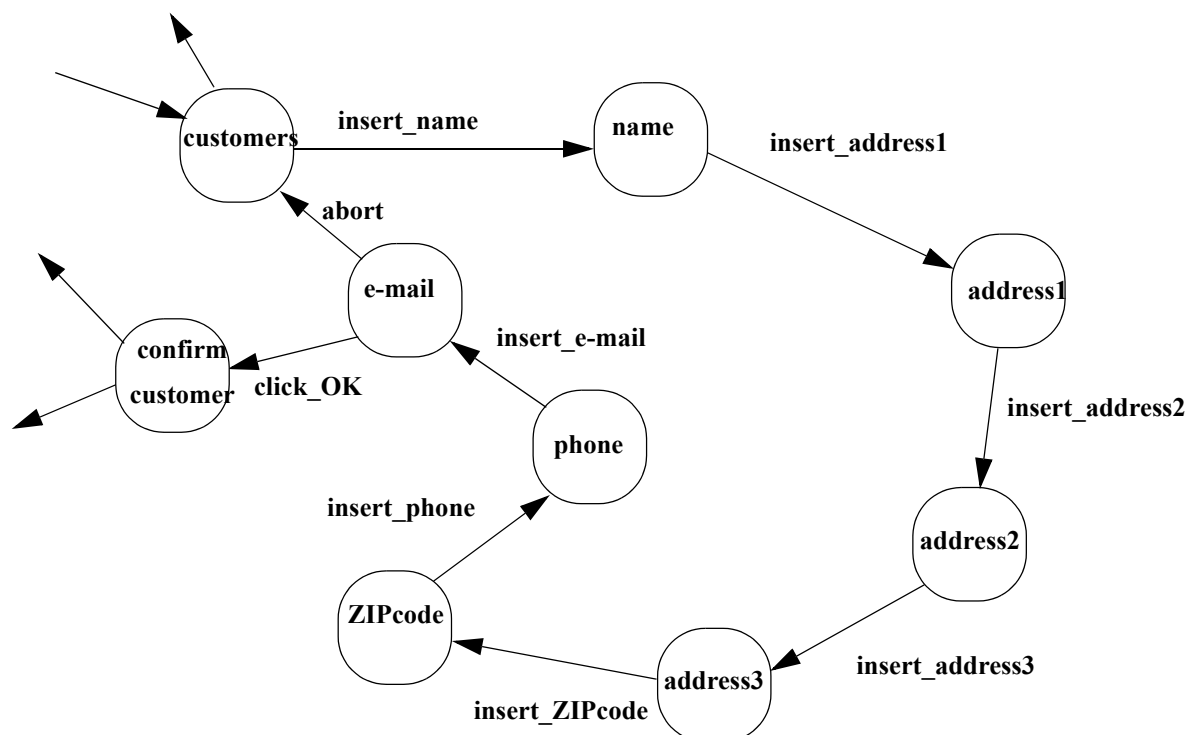 customers
insert_name
name
insert_address1
abort
e-mail
address1
insert_e-mail
confirm
customer
click_OK
insert_address2
phone
insert_phone
address2
ZIPcode
insert_address3
address3
insert_ZIPcode